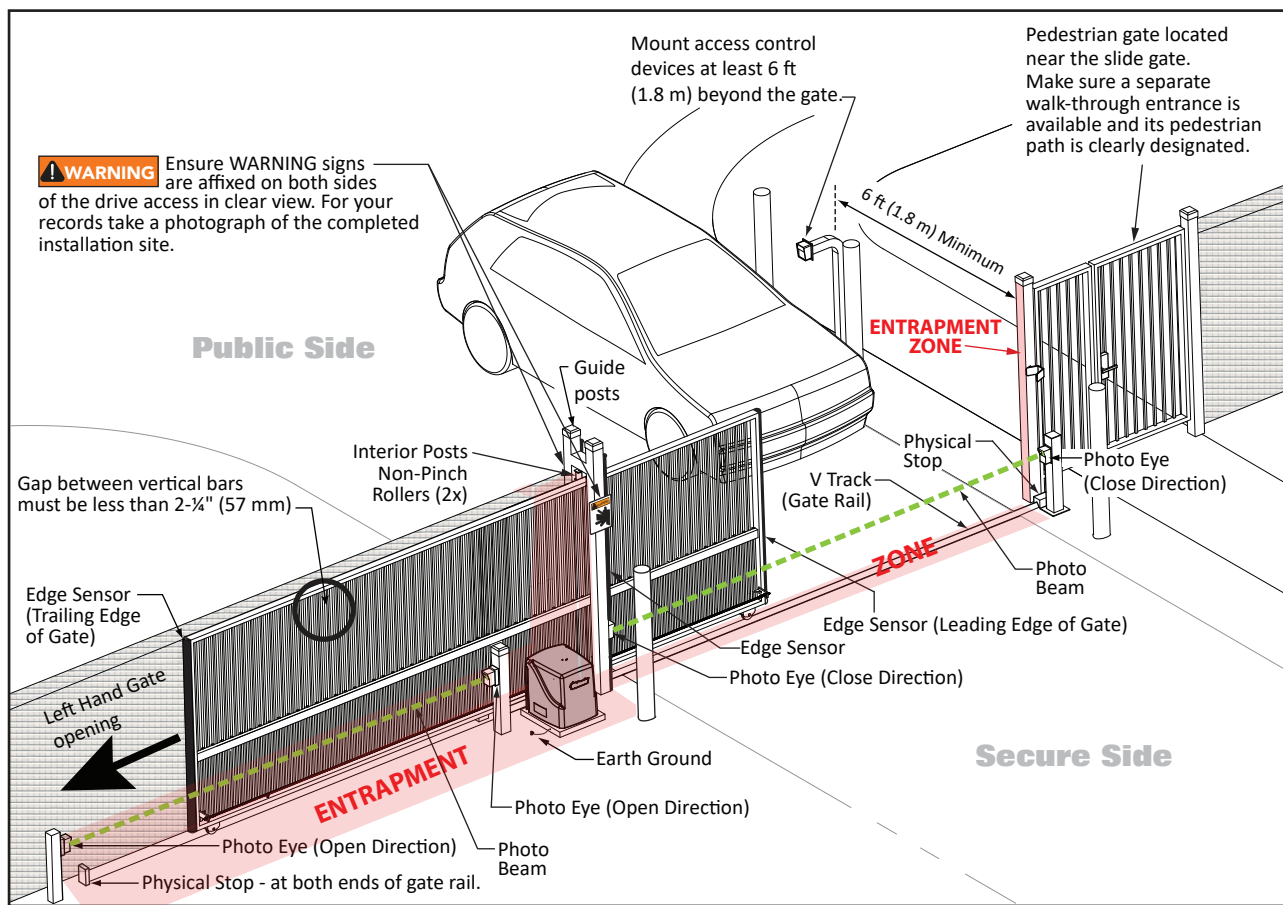 Mount access control
devices at least 6 ft
(1.8 m) beyond the gate.
Pedestrian gate located
near the slide gate.
Make sure a separate
walk-through entrance is
available and its pedestrian
path is clearly designated.
WARNING Ensure WARNING signs
are affixed on both sides
of the drive access in clear view. For your
records take a photograph of the completed
installation site.
6 ft (1.8 m) Minimum
ENTRAPMENT
ZONE
Public Side
Guide
posts
Interior Posts
Non-Pinch
Rollers (2x)
Physical
Stop
Photo Eye
(Close Direction)
V Track
(Gate Rail)
Gap between vertical bars
must be less than 2-¼" (57 mm)
ZONE
Photo
Beam
Edge Sensor
(Trailing Edge
of Gate)
Edge Sensor (Leading Edge of Gate)
Edge Sensor
Photo Eye (Close Direction)
Left Hand Gate
opening
Secure Side
Earth Ground
ENTRAPMENT
Photo Eye (Open Direction)
Photo Eye (Open Direction)
Photo
Beam
Physical Stop - at both ends of gate rail.